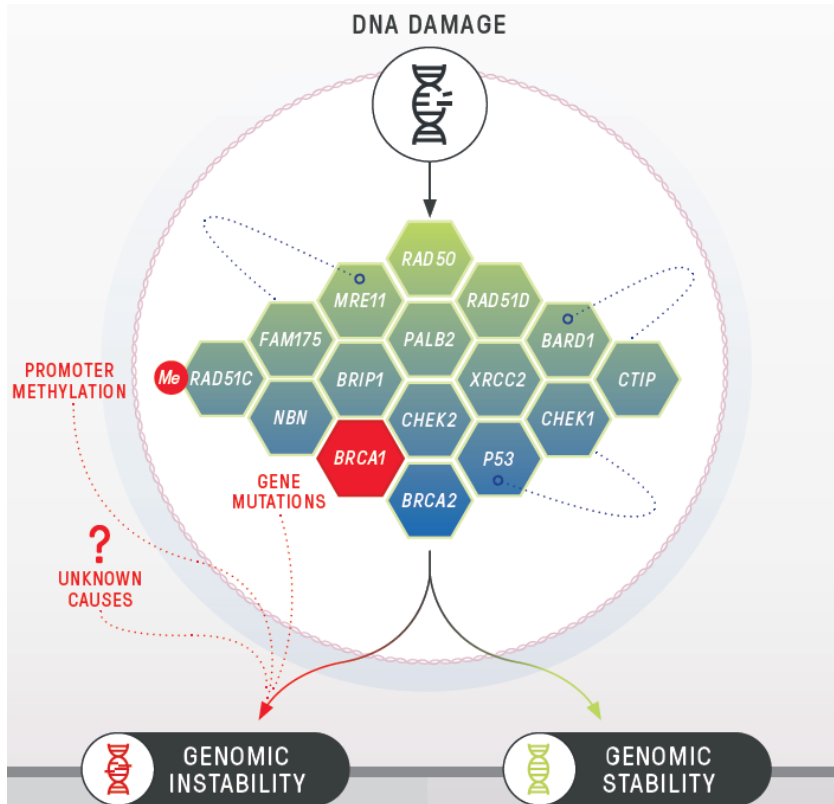 DNA DAMAGE
RAD50
MRE11
RAD51D
FAM175
PALB2
BARD1
PROMOTER
METHYLATION
Me
RAD51C
BRIP1
XRCC2
CTIP
NBN
CHEK2
CHEK1
BRCA1
P53
GENE
MUTATIONS
BRCA2
?
UNKNOWN
CAUSES
GENOMIC
INSTABILITY
GENOMIC
STABILITY